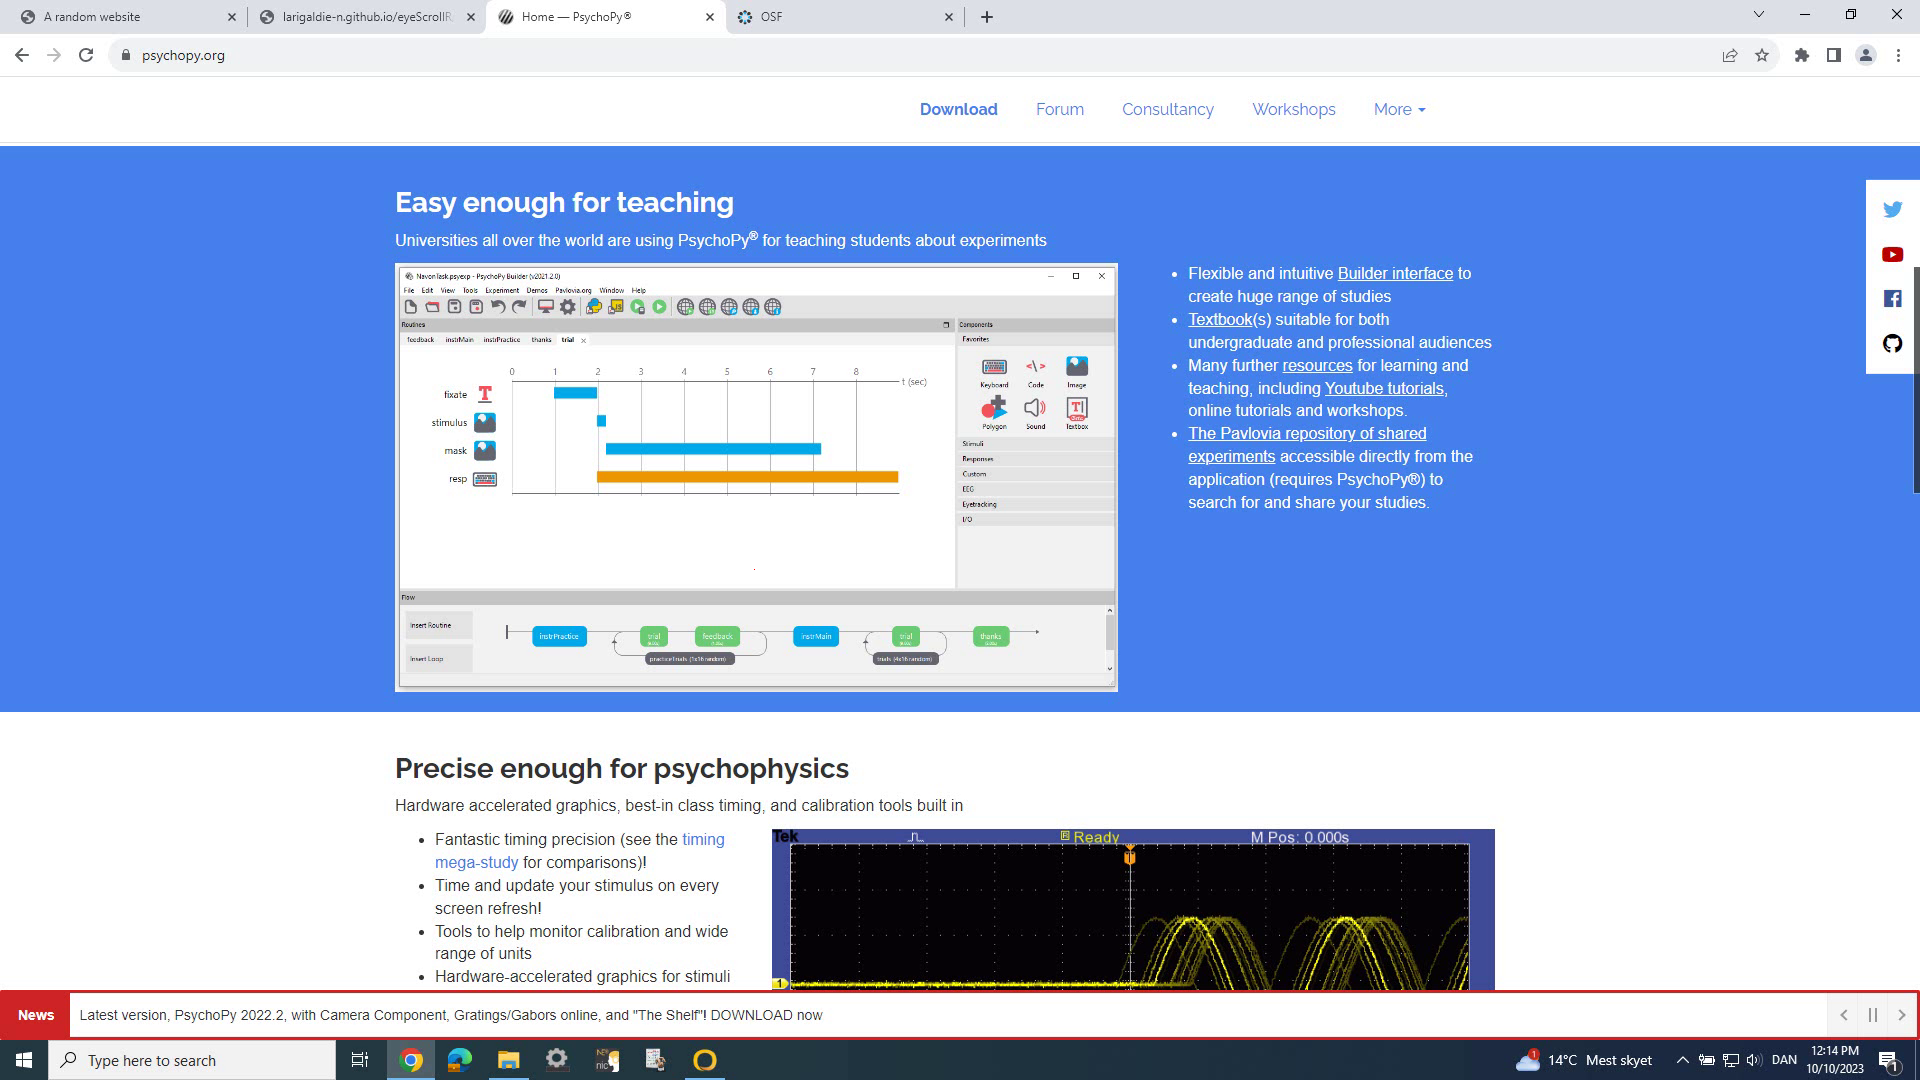 A random website
larigaldie-n.github.io/eyeScrollR
Home — PsychoPy®
OSF
psychopy.org
Download
Forum
Consultancy
Workshops
More
Easy enough for teaching
Universities all over the world are using PsychoPy® for teaching students about experiments
NavonTask.psyexp - PsychoPy Builder (v2021.2.0)
File Edit View Tools Experiment Demos Pavlovia.org Window Help
Routines
feedback instrMain instrPractice thanks trial
0 1 2 3 4 5 6 7 8 t (sec)
fixate
stimulus
mask
resp
Components
Favorites
Keyboard Code Image
Polygon Sound Textbox
Stimuli
Responses
Custom
EEG
Eyetracking
I/O
Flow
Insert Routine
Insert Loop
instrPractice trial feedback instrMain trial thanks
practiceTrials (1x16 random) trials (4x16 random)
Flexible and intuitive Builder interface to
create huge range of studies
Textbook(s) suitable for both
undergraduate and professional audiences
Many further resources for learning and
teaching, including Youtube tutorials,
online tutorials and workshops.
The Pavlovia repository of shared
experiments accessible directly from the
application (requires PsychoPy®) to
search for and share your studies.
Precise enough for psychophysics
Hardware accelerated graphics, best-in class timing, and calibration tools built in
Fantastic timing precision (see the timing
mega-study for comparisons)!
Time and update your stimulus on every
screen refresh!
Tools to help monitor calibration and wide
range of units
Hardware-accelerated graphics for stimuli
Tek
Ready
M Pos: 0.000s
1
News
Latest version, PsychoPy 2022.2, with Camera Component, Gratings/Gabors online, and "The Shelf"! DOWNLOAD now
Type here to search
1
14°C Mest skyet
DAN
12:14 PM
10/10/2023
1